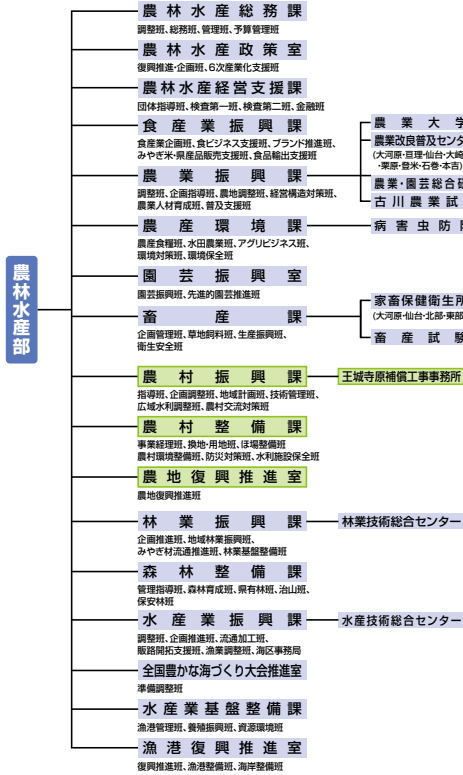 農林水産部
農林水産総務課
調整班、総務班、管理班、予算管理班
農林水産政策室
復興推進・企画班、6次産業化支援班
農林水産経営支援課
団体指導班、検査第一班、検査第二班、金融班
食産業振興課
食産業企画班、食ビジネス支援班、ブランド推進班、
みやぎ米・県産品販売支援班、食品輸出支援班
農業振興課
調整班、企画指導班、農地調整班、経営構造対策班、
農業人材育成班、普及支援班
農業大学
農業改良普及センタ
(大河原・亘理・仙台・大崎
・栗原・登米・石巻・本吉)
農業・園芸総合研
古川農業試
農産環境課
農産食糧班、水田農業班、アグリビジネス班、
環境対策班、環境保全班
病害虫防
園芸振興室
園芸振興班、先進的園芸推進班
畜産課
企画管理班、草地飼料班、生産振興班、
衛生安全班
家畜保健衛生所
(大河原・仙台・北部・東部
畜産試験
農村振興課
指導班、企画調整班、地域計画班、技術管理班、
広域水利調整班、農村交流対策班
王城寺原補償工事事務所
農村整備課
事業経理班、換地・用地班、ほ場整備班
農村環境整備班、防災対策班、水利施設保全班
農地復興推進室
農地復興推進班
林業振興課
企画推進班、地域林業振興班、
みやぎ材流通推進班、林業基盤整備班
林業技術総合センター
森林整備課
管理指導班、森林育成班、県有林班、治山班、
保安林班
水産業振興課
調整班、企画推進班、流通加工班、
販路開拓支援班、漁業調整班、海区事務局
水産技術総合センター
全国豊かな海づくり大会推進室
準備調整班
水産業基盤整備課
漁港管理班、養殖振興班、資源環境班
漁港復興推進室
復興推進班、漁港整備班、海岸整備班